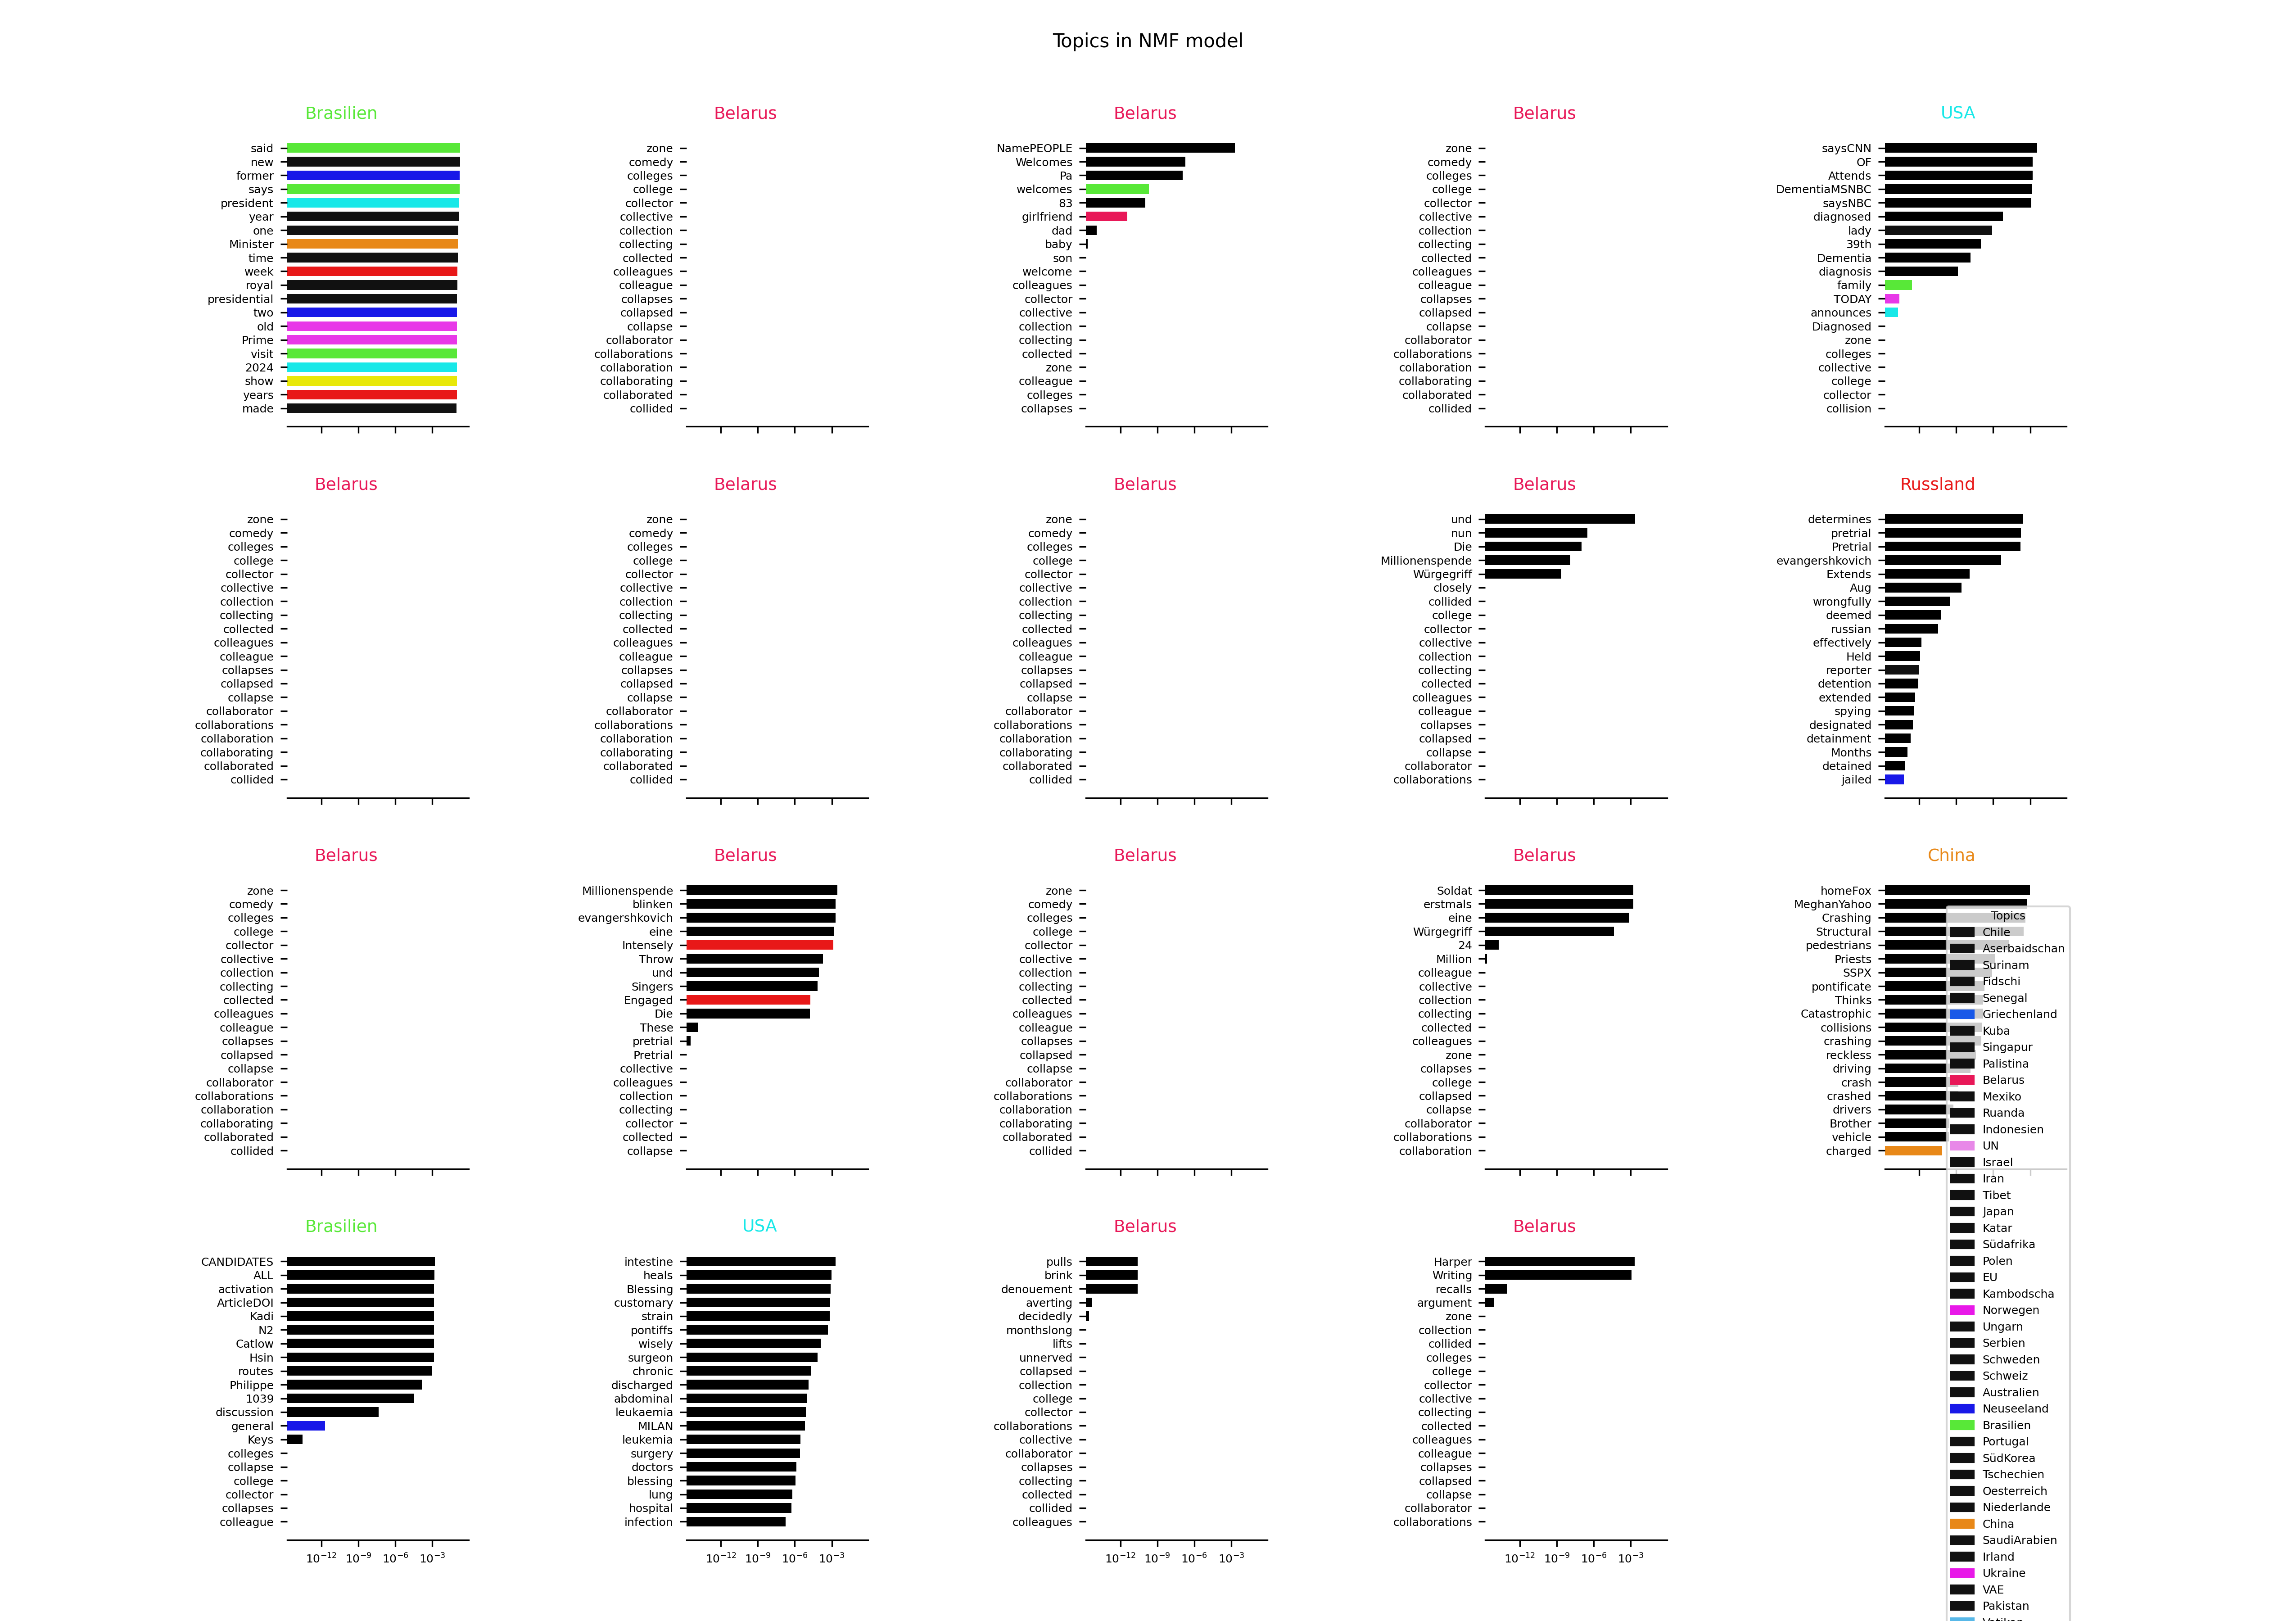 Topics in NMF model
Brasilien
said
new
former
says
president
year
one
Minister
time
week
royal
presidential
two
old
Prime
visit
2024
show
years
made
Belarus
zone
comedy
colleges
college
collector
collective
collection
collecting
collected
colleagues
colleague
collapses
collapsed
collapse
collaborator
collaborations
collaboration
collaborating
collaborated
collided
Belarus
NamePEOPLE
Welcomes
Pa
welcomes
83
girlfriend
dad
baby
son
welcome
colleagues
collector
collective
collection
collecting
collected
zone
colleague
colleges
collapses
Belarus
zone
comedy
colleges
college
collector
collective
collection
collecting
collected
colleagues
colleague
collapses
collapsed
collapse
collaborator
collaborations
collaboration
collaborating
collaborated
collided
USA
saysCNN
OF
Attends
DementiaMSNBC
saysNBC
diagnosed
lady
39th
Dementia
diagnosis
family
TODAY
announces
Diagnosed
zone
colleges
collective
college
collector
collision
Belarus
zone
comedy
colleges
college
collector
collective
collection
collecting
collected
colleagues
colleague
collapses
collapsed
collapse
collaborator
collaborations
collaboration
collaborating
collaborated
collided
Belarus
zone
comedy
colleges
college
collector
collective
collection
collecting
collected
colleagues
colleague
collapses
collapsed
collapse
collaborator
collaborations
collaboration
collaborating
collaborated
collided
Belarus
zone
comedy
colleges
college
collector
collective
collection
collecting
collected
colleagues
colleague
collapses
collapsed
collapse
collaborator
collaborations
collaboration
collaborating
collaborated
collided
Belarus
und
nun
Die
Millionenspende
Würgegriff
closely
collided
college
collector
collective
collection
collecting
collected
colleagues
colleague
collapses
collapsed
collapse
collaborator
collaborations
Russland
determines
pretrial
Pretrial
evangershkovich
Extends
Aug
wrongfully
deemed
russian
effectively
Held
reporter
detention
extended
spying
designated
detainment
Months
detained
jailed
Belarus
zone
comedy
colleges
college
collector
collective
collection
collecting
collected
colleagues
colleague
collapses
collapsed
collapse
collaborator
collaborations
collaboration
collaborating
collaborated
collided
Belarus
Millionenspende
blinken
evangershkovich
eine
Intensely
Throw
und
Singers
Engaged
Die
These
pretrial
Pretrial
collective
colleagues
collection
collecting
collector
collected
collapse
Belarus
zone
comedy
colleges
college
collector
collective
collection
collecting
collected
colleagues
colleague
collapses
collapsed
collapse
collaborator
collaborations
collaboration
collaborating
collaborated
collided
Belarus
Soldat
erstmals
eine
Würgegriff
24
Million
colleague
collective
collection
collecting
collected
colleagues
zone
collapses
college
collapsed
collapse
collaborator
collaborations
collaboration
China
homeFox
MeghanYahoo
Crashing
Structural
pedestrians
Priests
SSPX
pontificate
Thinks
Catastrophic
collisions
crashing
reckless
driving
crash
crashed
drivers
Brother
vehicle
charged
Brasilien
CANDIDATES
ALL
activation
ArticleDOI
Kadi
N2
Catlow
Hsin
routes
Philippe
1039
discussion
general
Keys
colleges
collapse
college
collector
collapses
colleague
10⁻¹² 10⁻⁹ 10⁻⁶ 10⁻³
USA
intestine
heals
Blessing
customary
strain
pontiffs
wisely
surgeon
chronic
discharged
abdominal
leukaemia
MILAN
leukemia
surgery
doctors
blessing
lung
hospital
infection
10⁻¹² 10⁻⁹ 10⁻⁶ 10⁻³
Belarus
pulls
brink
denouement
averting
decidedly
monthslong
lifts
unnerved
collapsed
collection
college
collector
collaborations
collective
collaborator
collapses
collecting
collected
collided
colleagues
10⁻¹² 10⁻⁹ 10⁻⁶ 10⁻³
Belarus
Harper
Writing
recalls
argument
zone
collection
collided
colleges
college
collector
collective
collecting
collected
colleagues
colleague
collapses
collapsed
collapse
collaborator
collaborations
10⁻¹² 10⁻⁹ 10⁻⁶ 10⁻³
Topics
Chile
Aserbaidschan
Surinam
Fidschi
Senegal
Griechenland
Kuba
Singapur
Palistina
Belarus
Mexiko
Ruanda
Indonesien
UN
Israel
Iran
Tibet
Japan
Katar
Südafrika
Polen
EU
Kambodscha
Norwegen
Ungarn
Serbien
Schweden
Schweiz
Australien
Neuseeland
Brasilien
Portugal
SüdKorea
Tschechien
Oesterreich
Niederlande
China
SaudiArabien
Irland
Ukraine
VAE
Pakistan